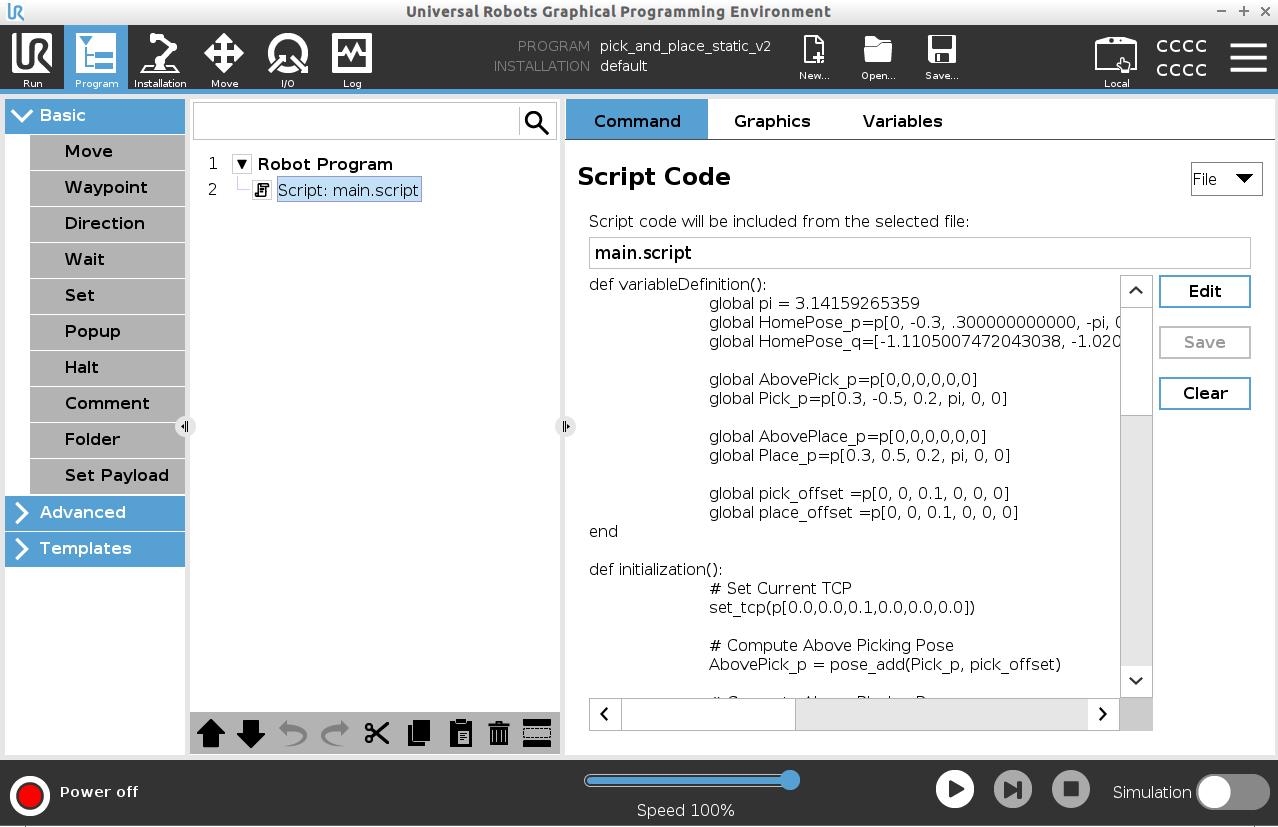 Universal Robots Graphical Programming Environment
UR
Run
Program
Installation
Move
I/O
Log
PROGRAM pick_and_place_static_v2
INSTALLATION default
New...
Open...
Save...
Local
CCCC
CCCC
Basic
Move
Waypoint
Direction
Wait
Set
Popup
Halt
Comment
Folder
Set Payload
Advanced
Templates
1 Robot Program
2 Script: main.script
Command Graphics Variables
Script Code
File
Script code will be included from the selected file:
main.script
def variableDefinition():
global pi = 3.14159265359
global HomePose_p=p[0, -0.3, .300000000000, -pi, 0
global HomePose_q=[-1.1105007472043038, -1.020
global AbovePick_p=p[0,0,0,0,0,0]
global Pick_p=p[0.3, -0.5, 0.2, pi, 0, 0]
global AbovePlace_p=p[0,0,0,0,0,0]
global Place_p=p[0.3, 0.5, 0.2, pi, 0, 0]
global pick_offset =p[0, 0, 0.1, 0, 0, 0]
global place_offset =p[0, 0, 0.1, 0, 0, 0]
end
def initialization():
# Set Current TCP
set_tcp(p[0.0,0.0,0.1,0.0,0.0,0.0])
# Compute Above Picking Pose
AbovePick_p = pose_add(Pick_p, pick_offset)
Edit
Save
Clear
Power off
Speed 100%
Simulation